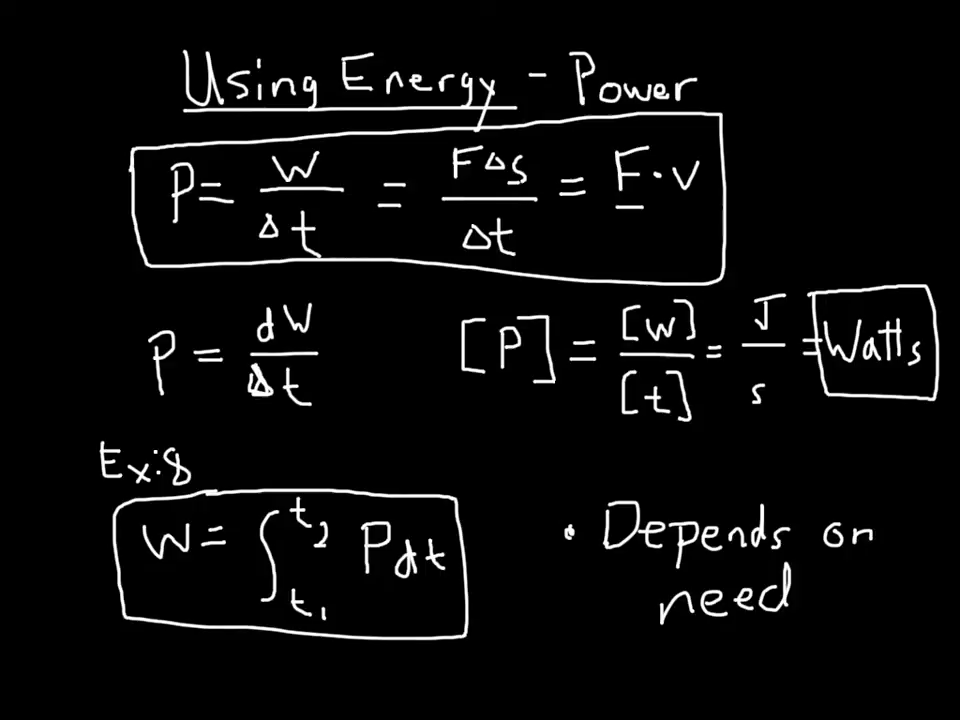 Using Energy - Power
P = W / Δt = FΔs / Δt = F · v
P = dW / Δt
[P] = [W] / [t] = J / s = Watts
Ex:8
W = ∫ t₁ t₂ P dt
• Depends on
need